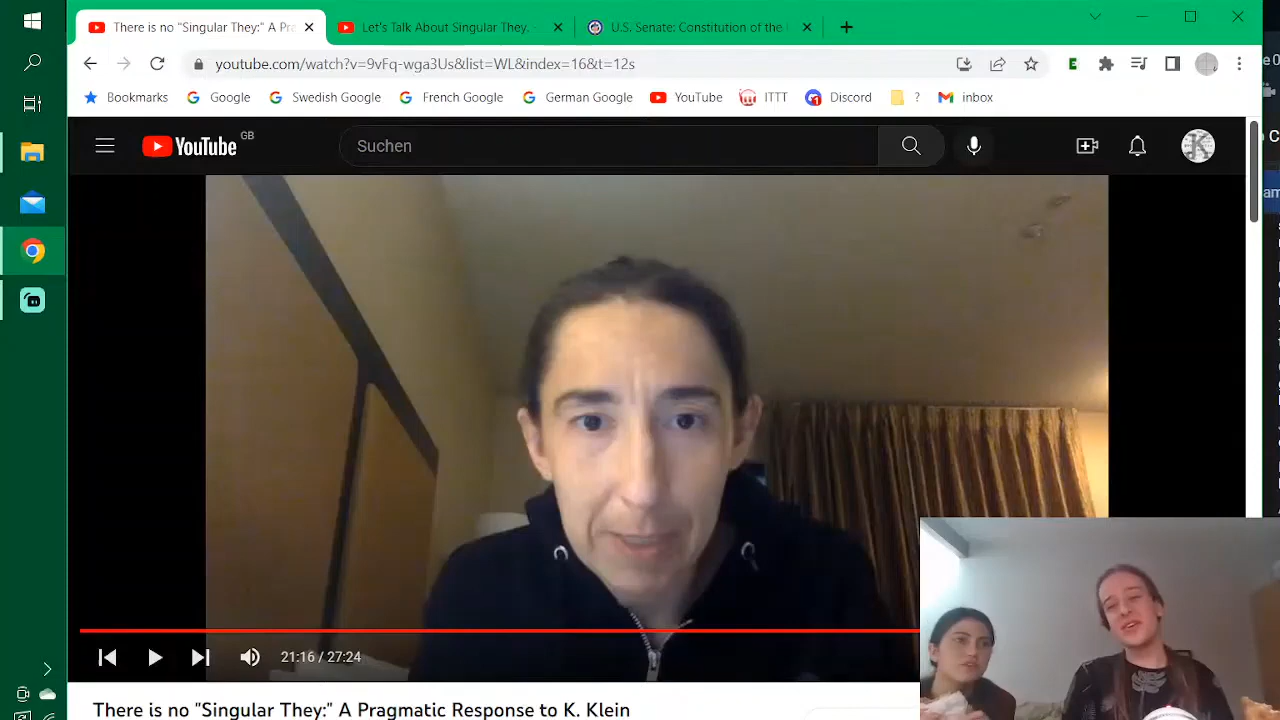 There is no "Singular They:" A Pr
Let's Talk About Singular They.
U.S. Senate: Constitution of the
youtube.com/watch?v=9vFq-wga3Us&list=WL&index=16&t=12s
Bookmarks Google Swedish Google French Google German Google YouTube ITTT Discord ? inbox
YouTube GB
Suchen
21:16 / 27:24
There is no "Singular They:" A Pragmatic Response to K. Klein